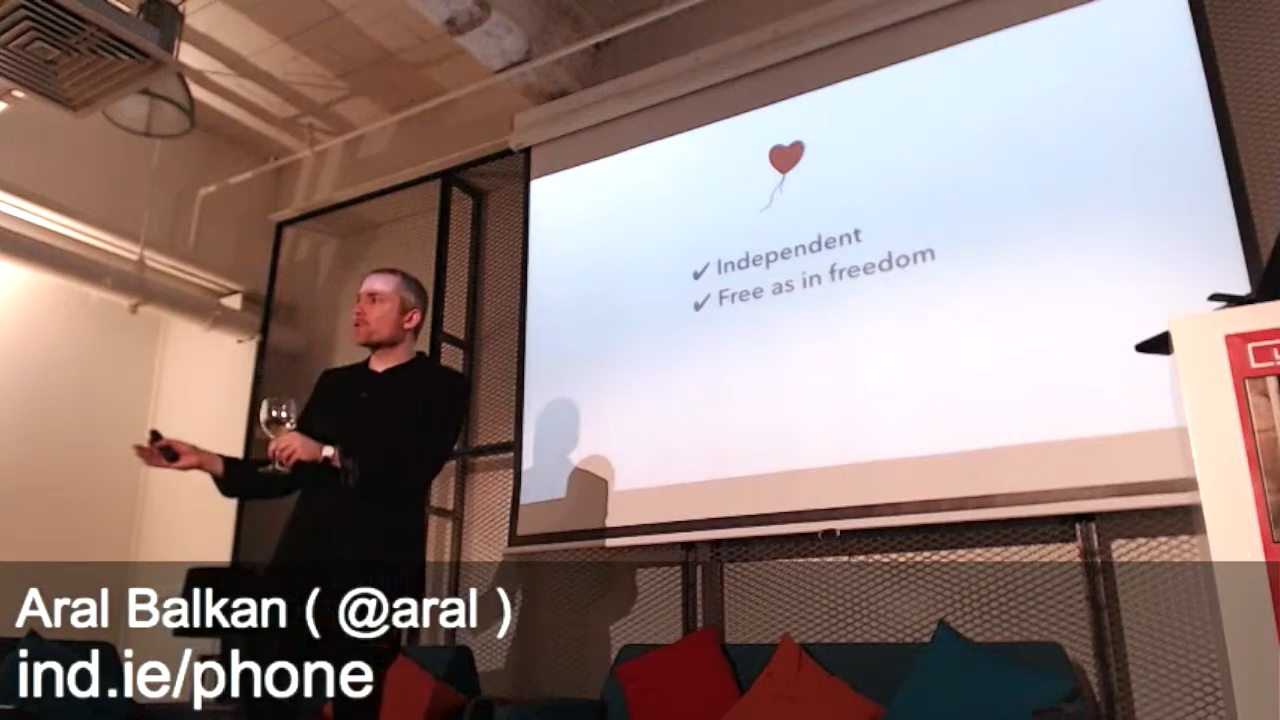 ✔ Independent
✔ Free as in freedom
Aral Balkan ( @aral )
ind.ie/phone